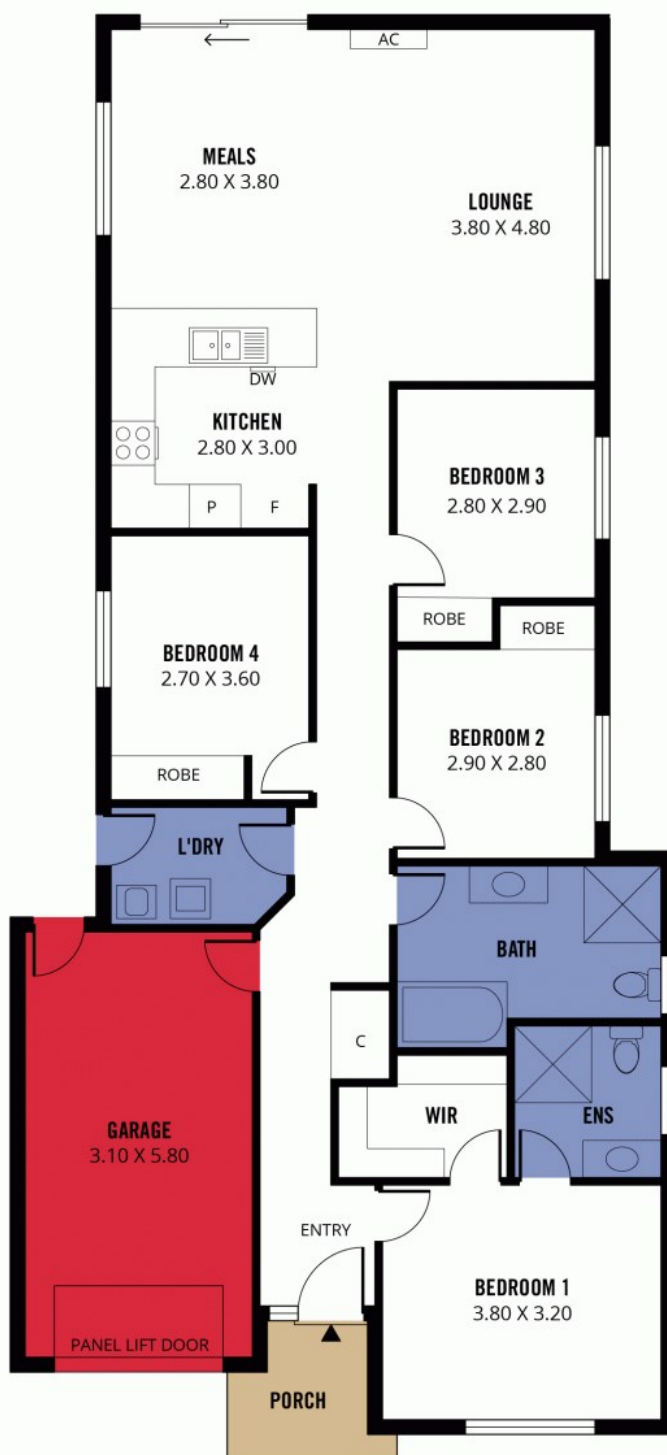 AC
MEALS
2.80 X 3.80
LOUNGE
3.80 X 4.80
DW
KITCHEN
2.80 X 3.00
P
F
BEDROOM 3
2.80 X 2.90
ROBE
ROBE
BEDROOM 4
2.70 X 3.60
ROBE
BEDROOM 2
2.90 X 2.80
L'DRY
BATH
C
WIR
ENS
GARAGE
3.10 X 5.80
ENTRY
BEDROOM 1
3.80 X 3.20
PANEL LIFT DOOR
PORCH